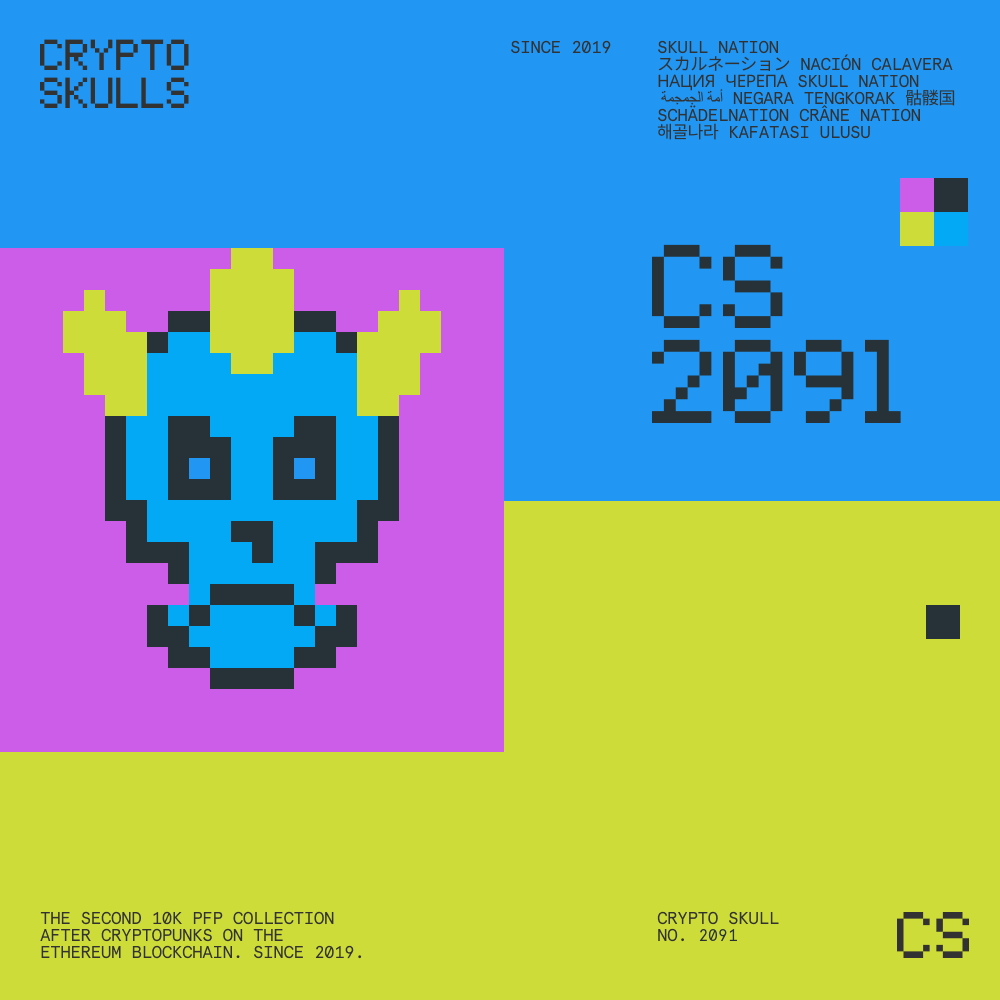 CRYPTO
SKULLS
SINCE 2019
SKULL NATION
スカルネーション NACIÓN CALAVERA
НАЦИЯ ЧЕРЕПА SKULL NATION
أمة الجمجمة NEGARA TENGKORAK 骷髅国
SCHÄDELNATION CRÂNE NATION
해골나라 KAFATASI ULUSU
CS
2091
THE SECOND 10K PFP COLLECTION
AFTER CRYPTOPUNKS ON THE
ETHEREUM BLOCKCHAIN. SINCE 2019.
CRYPTO SKULL
NO. 2091
CS